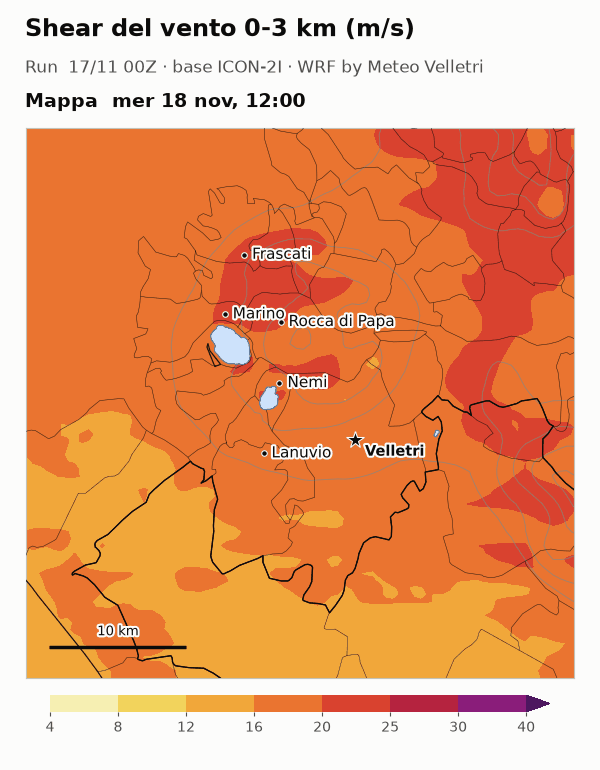 Shear del vento 0-3 km (m/s)
Run 17/11 00Z · base ICON-2I · WRF by Meteo Velletri
Mappa mer 18 nov, 12:00
Frascati
Marino
Rocca di Papa
Nemi
Velletri
Lanuvio
10 km
4 8 12 16 20 25 30 40